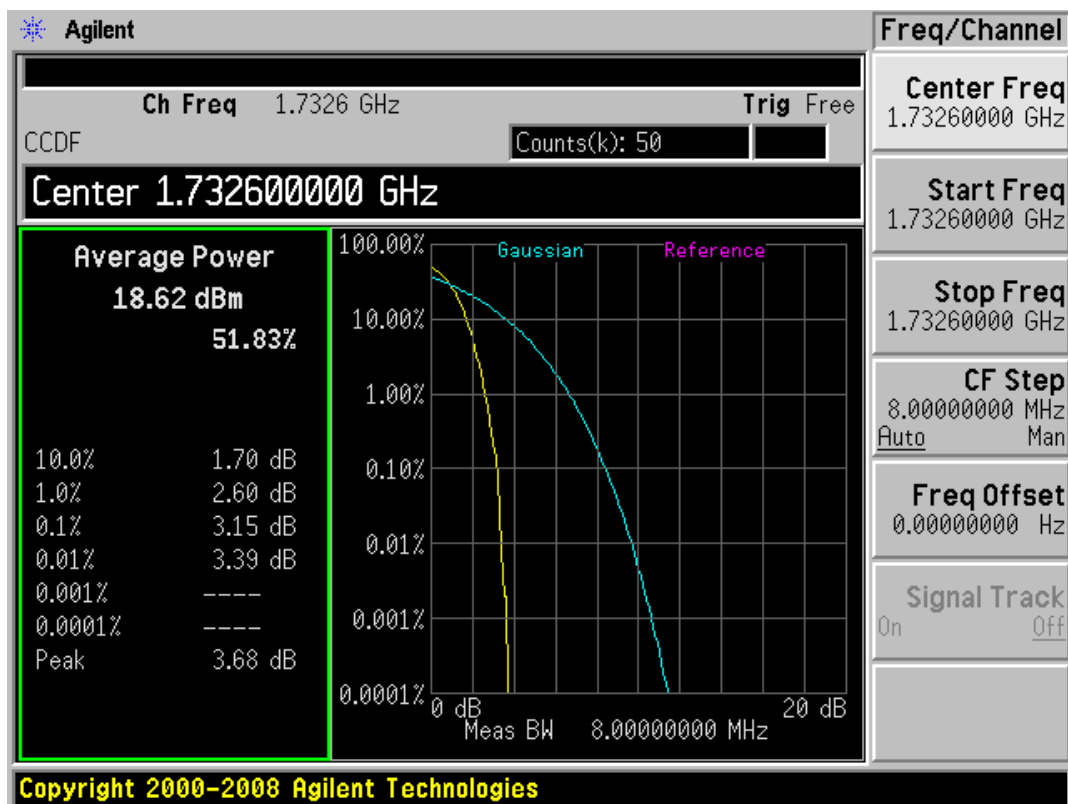 Agilent
Freq/Channel
Ch Freq 1.7326 GHz Trig Free
CCDF Counts(k): 50
Center 1.732600000 GHz
Average Power
18.62 dBm
51.83%
10.0% 1.70 dB
1.0% 2.60 dB
0.1% 3.15 dB
0.01% 3.39 dB
0.001% ----
0.0001% ----
Peak 3.68 dB
Gaussian Reference
100.00%
10.00%
1.00%
0.10%
0.01%
0.001%
0.0001%
0 dB 20 dB
Meas BW 8.00000000 MHz
Center Freq
1.73260000 GHz
Start Freq
1.73260000 GHz
Stop Freq
1.73260000 GHz
CF Step
8.00000000 MHz
Auto Man
Freq Offset
0.00000000 Hz
Signal Track
On Off
Copyright 2000-2008 Agilent Technologies